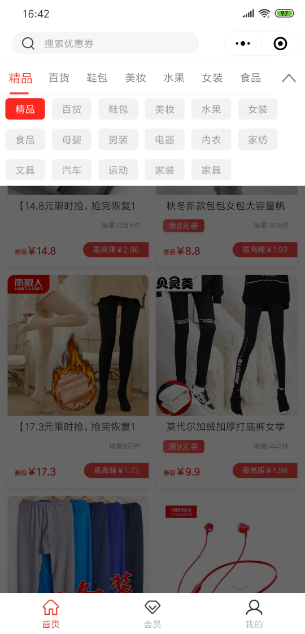 16:42
97
搜索优惠券
精品 百货 鞋包 美妆 水果 女装 食品
精品 百货 鞋包 美妆 水果 女装
食品 母婴 男装 电器 内衣 家纺
文具 汽车 运动 家装 家具
【14.8元限时抢，抢完恢复1
秋冬新款包包女包大容量帆
销量10万+件
领8元券
销量1978件
券后¥14.8
最高赚￥2.96
券后¥8.8
最高赚￥1.93
南极人
Nanjiren
贝灵美
【17.3元限时抢，抢完恢复1
莫代尔加绒加厚打底裤女学
销量9万件
领9元券
销量1442件
券后¥17.3
最高赚￥1.73
券后¥9.9
最高赚￥1.98
首页 会员 我的